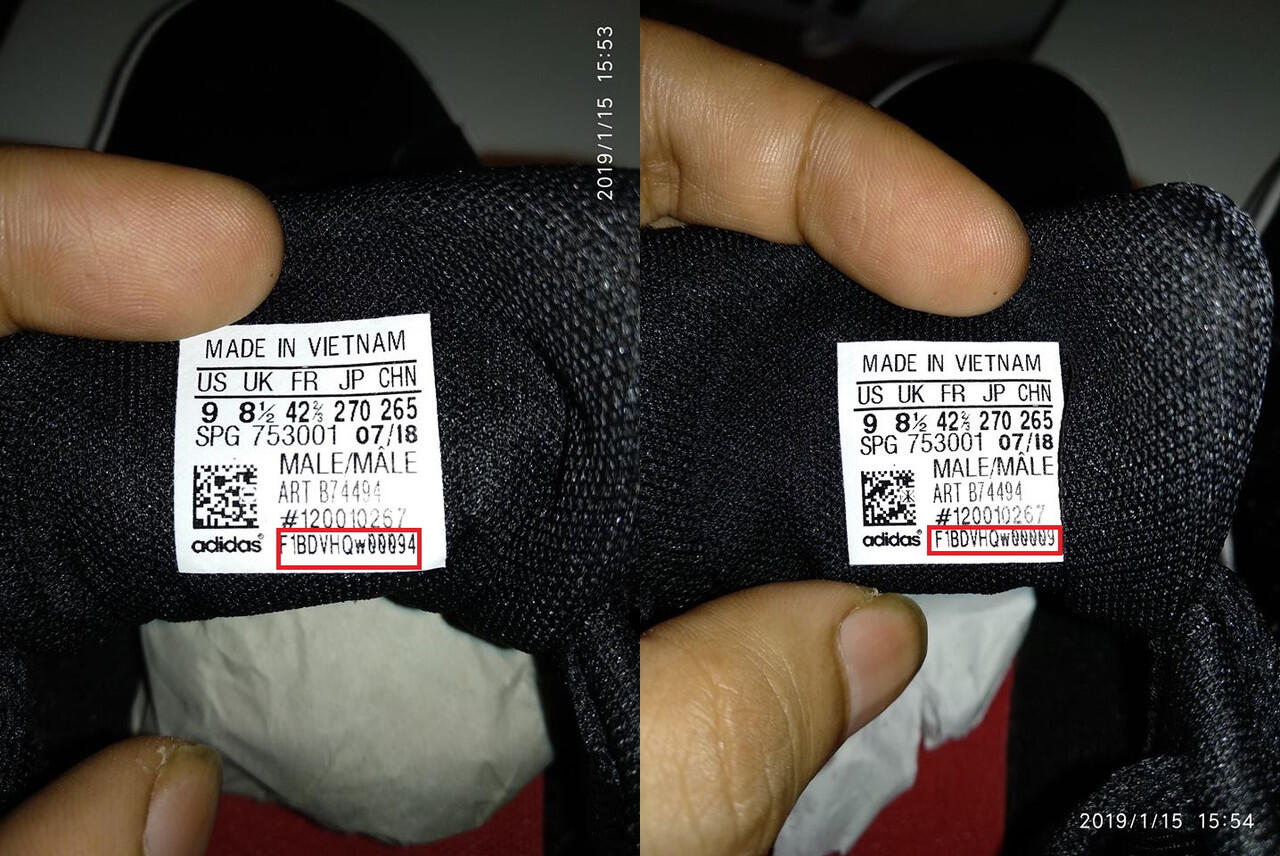 2019/1/15 15:53
MADE IN VIETNAM
US UK FR JP CHN
9 8½ 42⅔ 270 265
SPG 753001 07/18
MALE/MÂLE
ART B74494
#120010267
adidas
F1BDVHQw00094
MADE IN VIETNAM
US UK FR JP CHN
9 8½ 42⅔ 270 265
SPG 753001 07/18
MALE/MÂLE
ART B74494
#120010267
adidas
F1BDVHQw00009
2019/1/15 15:54